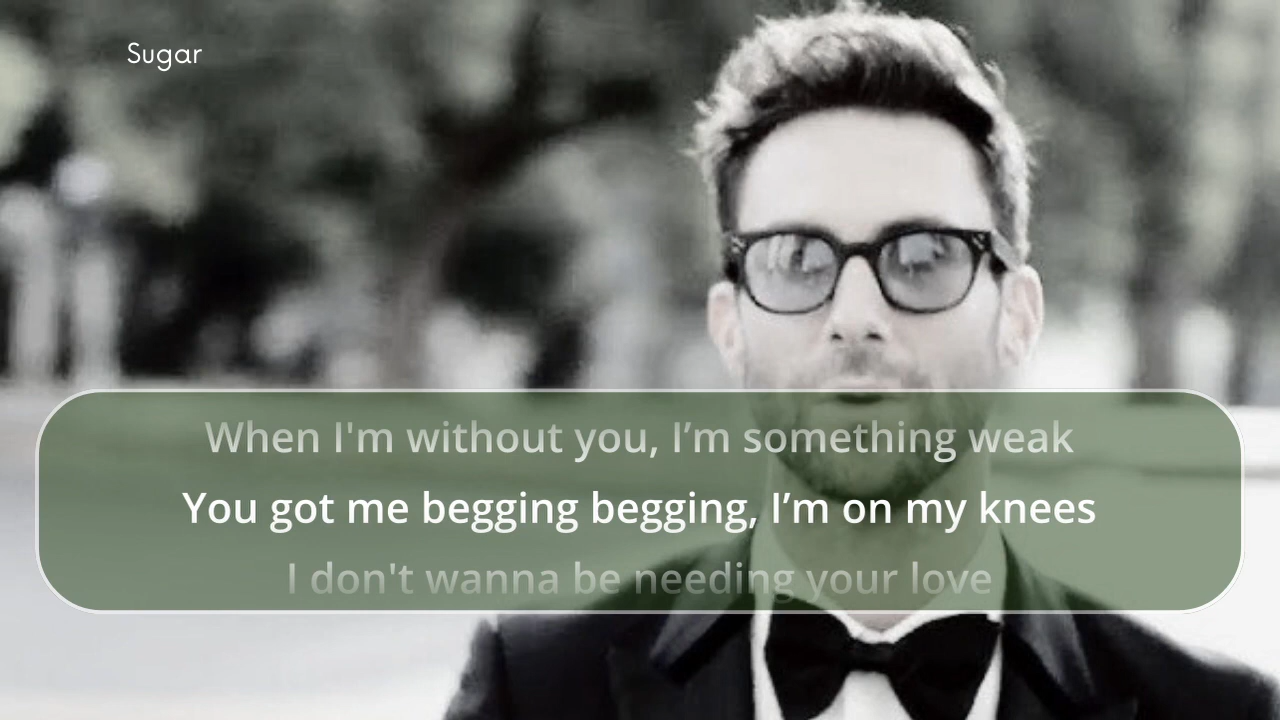 Sugar
When I'm without you, I’m something weak
You got me begging begging, I’m on my knees
I don't wanna be needing your love